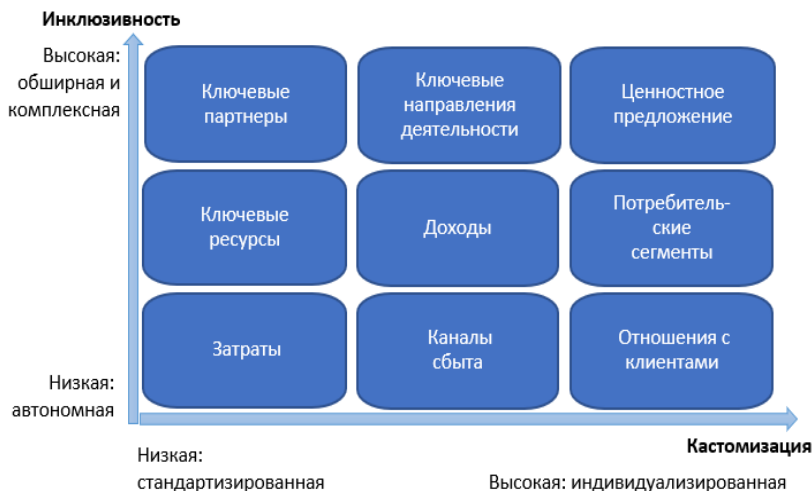 Инклюзивность
Высокая:
обширная и
комплексная
Ключевые
партнеры
Ключевые
направления
деятельности
Ценностное
предложение
Ключевые
ресурсы
Доходы
Потребитель-
ские
сегменты
Затраты
Каналы
сбыта
Отношения с
клиентами
Низкая:
автономная
Кастомизация
Низкая:
стандартизированная
Высокая: индивидуализированная